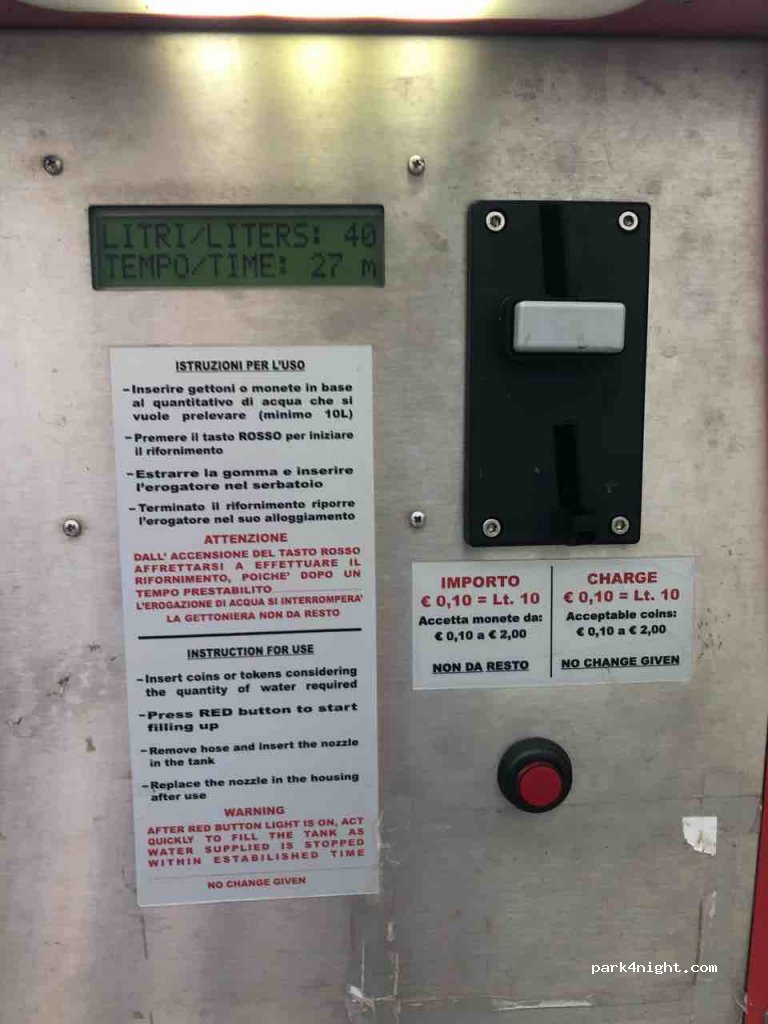 LITRI/LITERS: 40
TEMPO/TIME: 27 m
ISTRUZIONI PER L'USO
–Inserire gettoni o monete in base
al quantitativo di acqua che si
vuole prelevare (minimo 10L)
–Premere il tasto ROSSO per iniziare
il rifornimento
–Estrarre la gomma e inserire
l'erogatore nel serbatoio
–Terminato il rifornimento riporre
l'erogatore nel suo alloggiamento
ATTENZIONE
DALL' ACCENSIONE DEL TASTO ROSSO
AFFRETTARSI A EFFETTUARE IL
RIFORNIMENTO, POICHE' DOPO UN
TEMPO PRESTABILITO
L'EROGAZIONE DI ACQUA SI INTERROMPERA'
LA GETTONIERA NON DA RESTO
INSTRUCTION FOR USE
–Insert coins or tokens considering
the quantity of water required
–Press RED button to start
filling up
–Remove hose and insert the nozzle
in the tank
–Replace the nozzle in the housing
after use
WARNING
AFTER RED BUTTON LIGHT IS ON, ACT
QUICKLY TO FILL THE TANK AS
WATER SUPPLIED IS STOPPED
WITHIN ESTABILISHED TIME
NO CHANGE GIVEN
IMPORTO
€ 0,10 = Lt. 10
Accetta monete da:
€ 0,10 a € 2,00
NON DA RESTO
CHARGE
€ 0,10 = Lt. 10
Acceptable coins:
€ 0,10 a € 2,00
NO CHANGE GIVEN
park4night.com